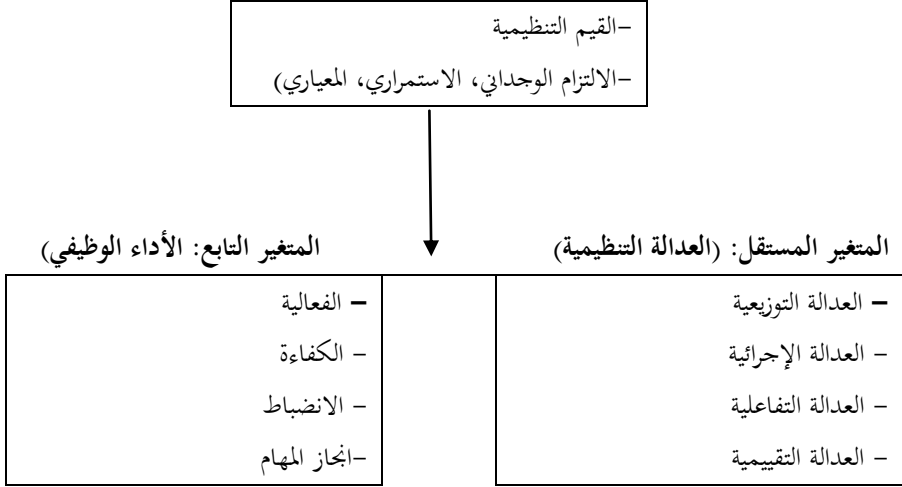 -القيم التنظيمية
-الالتزام الوجداني، الاستمراري، المعياري)
المتغير المستقل: (العدالة التنظيمية)
المتغير التابع: الأداء الوظيفي)
- العدالة التوزيعية
- العدالة الإجرائية
- العدالة التفاعلية
- العدالة التقييمية
- الفعالية
- الكفاءة
- الانضباط
-انجاز المهام